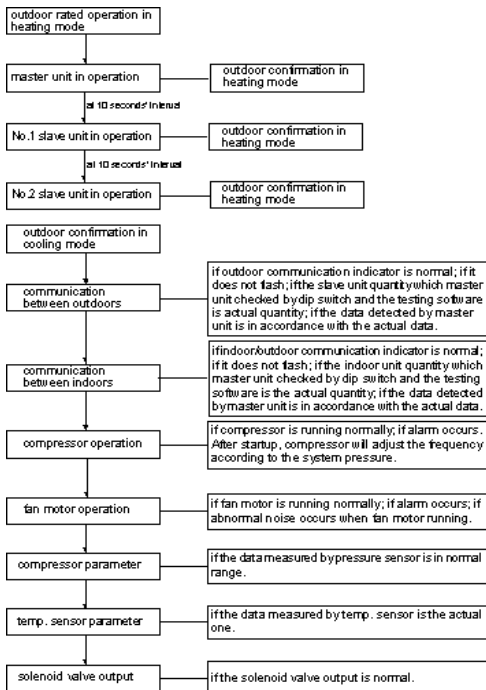 outdoor rated operation in
heating mode
master unit in operation
outdoor confirmation in
heating mode
at 10 seconds' interval
No.1 slave unit in operation
outdoor confirmation in
heating mode
at 10 seconds' interval
No.2 slave unit in operation
outdoor confirmation in
heating mode
outdoor confirmation in
cooling mode
communication
between outdoors
if outdoor communication indicator is normal; if it
does not flash; if the slave unit quantity which master
unit checked by dip switch and the testing software
is actual quantity; if the data detected by master
unit is in accordance with the actual data.
communication
between indoors
if indoor/outdoor communication indicator is normal;
if it does not flash; if the indoor unit quantity which
master unit checked by dip switch and the testing
software is the actual quantity; if the data detected
by master unit is in accordance with the actual data.
compressor operation
if compressor is running normally; if alarm occurs.
After startup, compressor will adjust the frequency
according to the system pressure.
fan motor operation
if fan motor is running normally; if alarm occurs; if
abnormal noise occurs when fan motor running.
compressor parameter
if the data measured by pressure sensor is in normal
range.
temp. sensor parameter
if the data measured by temp. sensor is the actual
one.
solenoid valve output
if the solenoid valve output is normal.